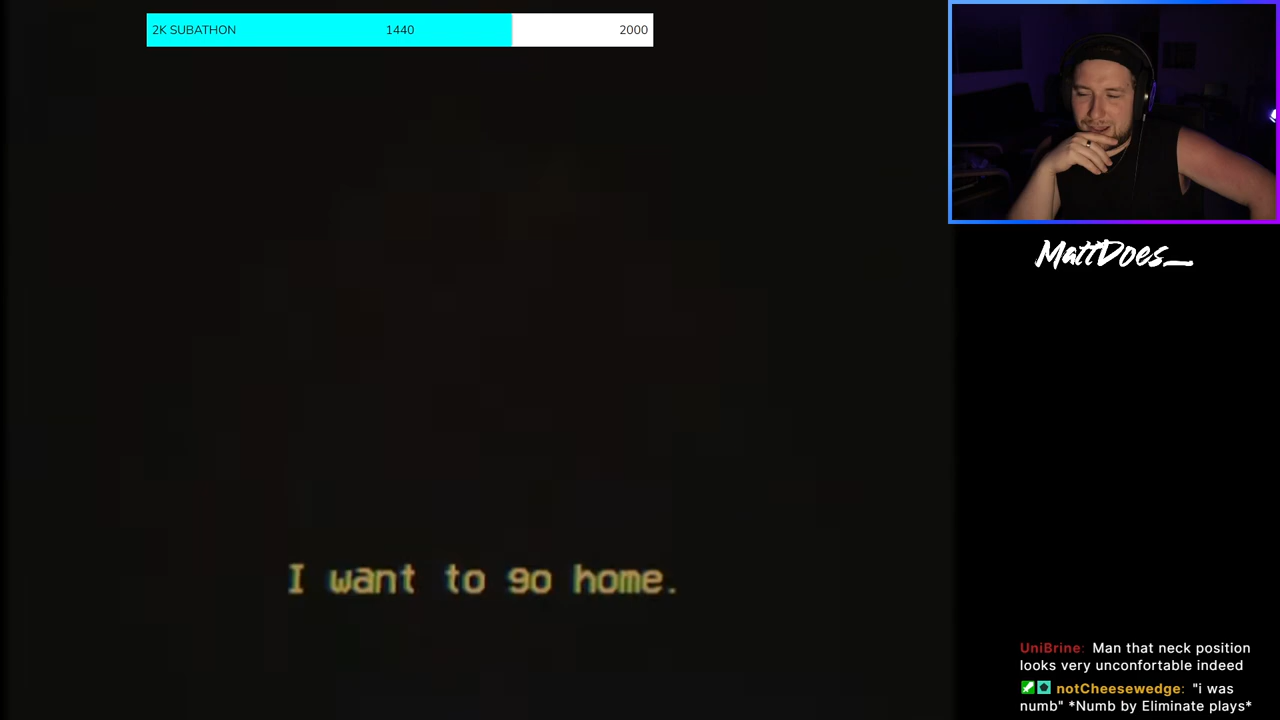 2K SUBATHON 1440 2000
MattDoes_
I want to go home.
UniBrine: Man that neck position
looks very unconfortable indeed
notCheesewedge: "i was
numb" *Numb by Eliminate plays*